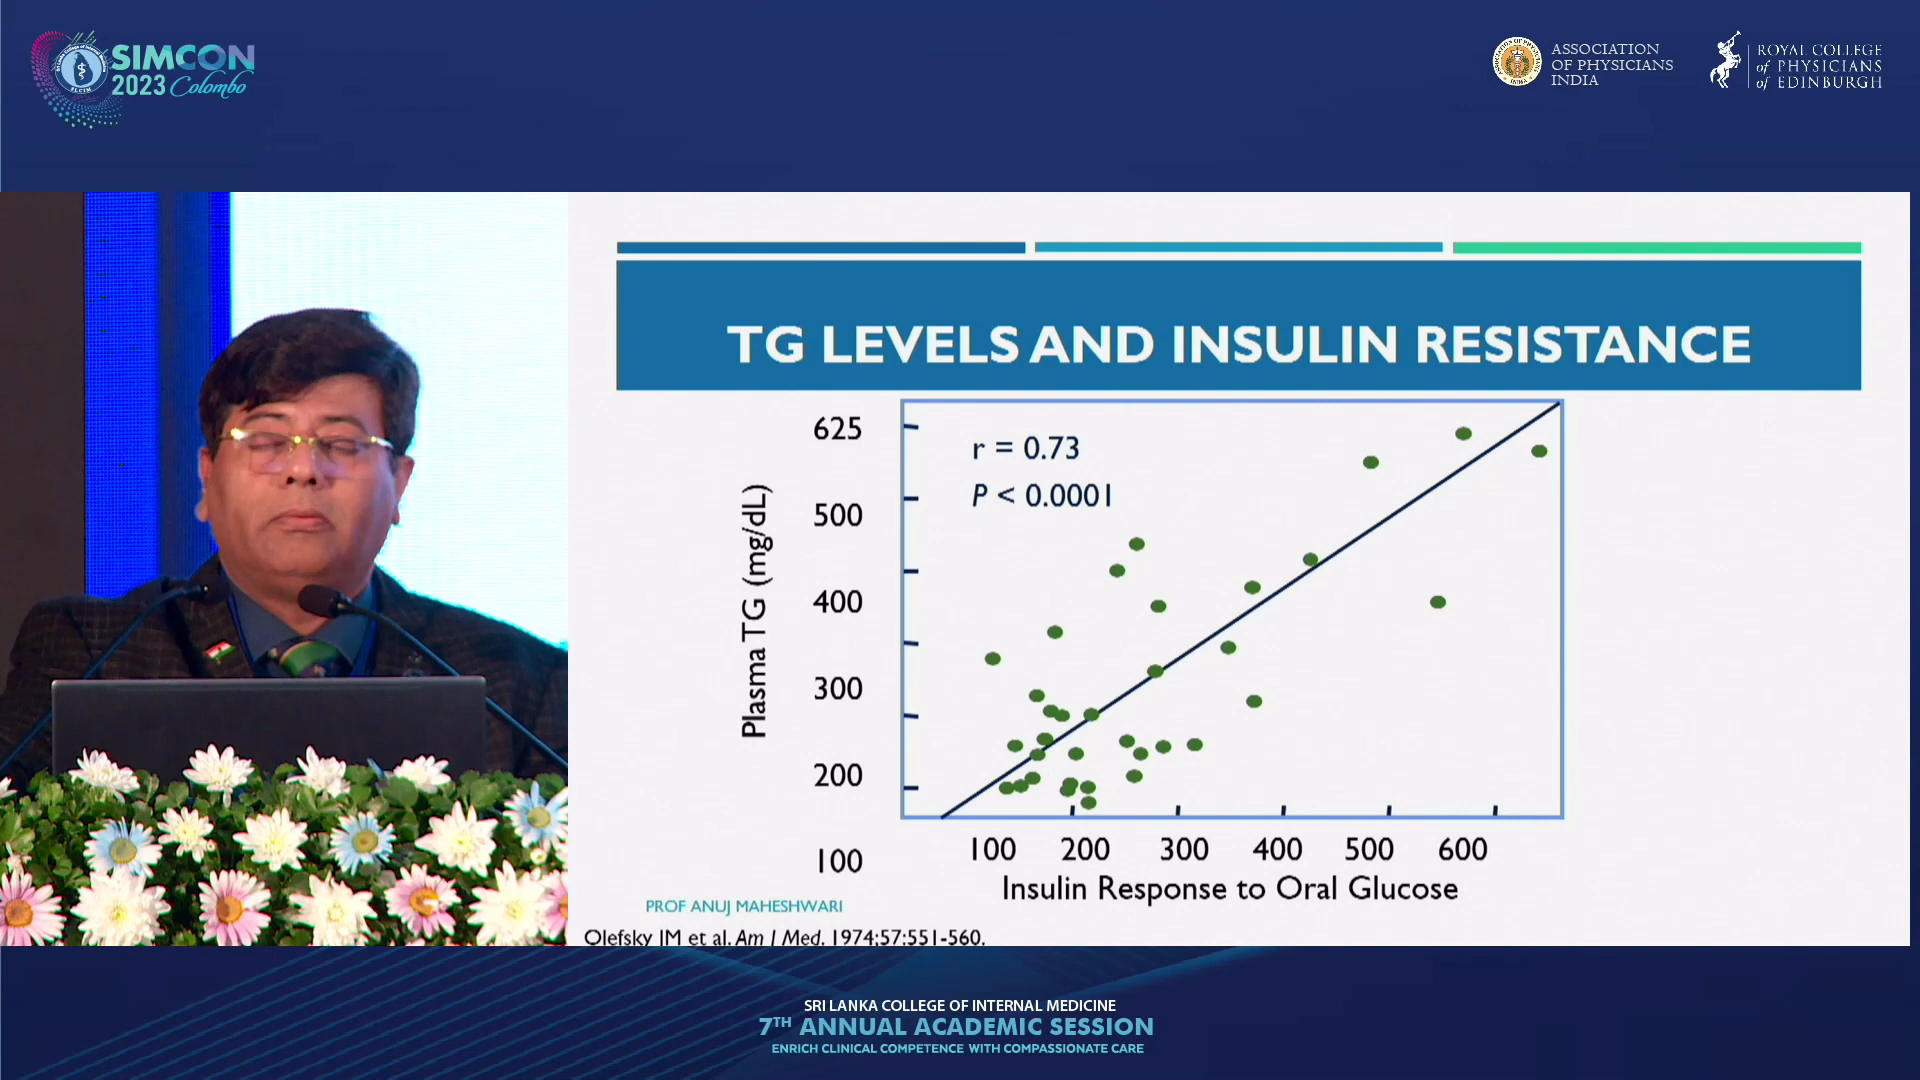 SIMCON
2023 Colombo
SLCIM
ASSOCIATION
OF PHYSICIANS
INDIA
ROYAL COLLEGE
of PHYSICIANS
of EDINBURGH
TG LEVELS AND INSULIN RESISTANCE
r = 0.73
P < 0.0001
Plasma TG (mg/dL)
625
500
400
300
200
100
100 200 300 400 500 600
Insulin Response to Oral Glucose
PROF ANUJ MAHESHWARI
Olefsky JM et al. Am J Med. 1974;57:551-560.
SRI LANKA COLLEGE OF INTERNAL MEDICINE
7TH ANNUAL ACADEMIC SESSION
ENRICH CLINICAL COMPETENCE WITH COMPASSIONATE CARE